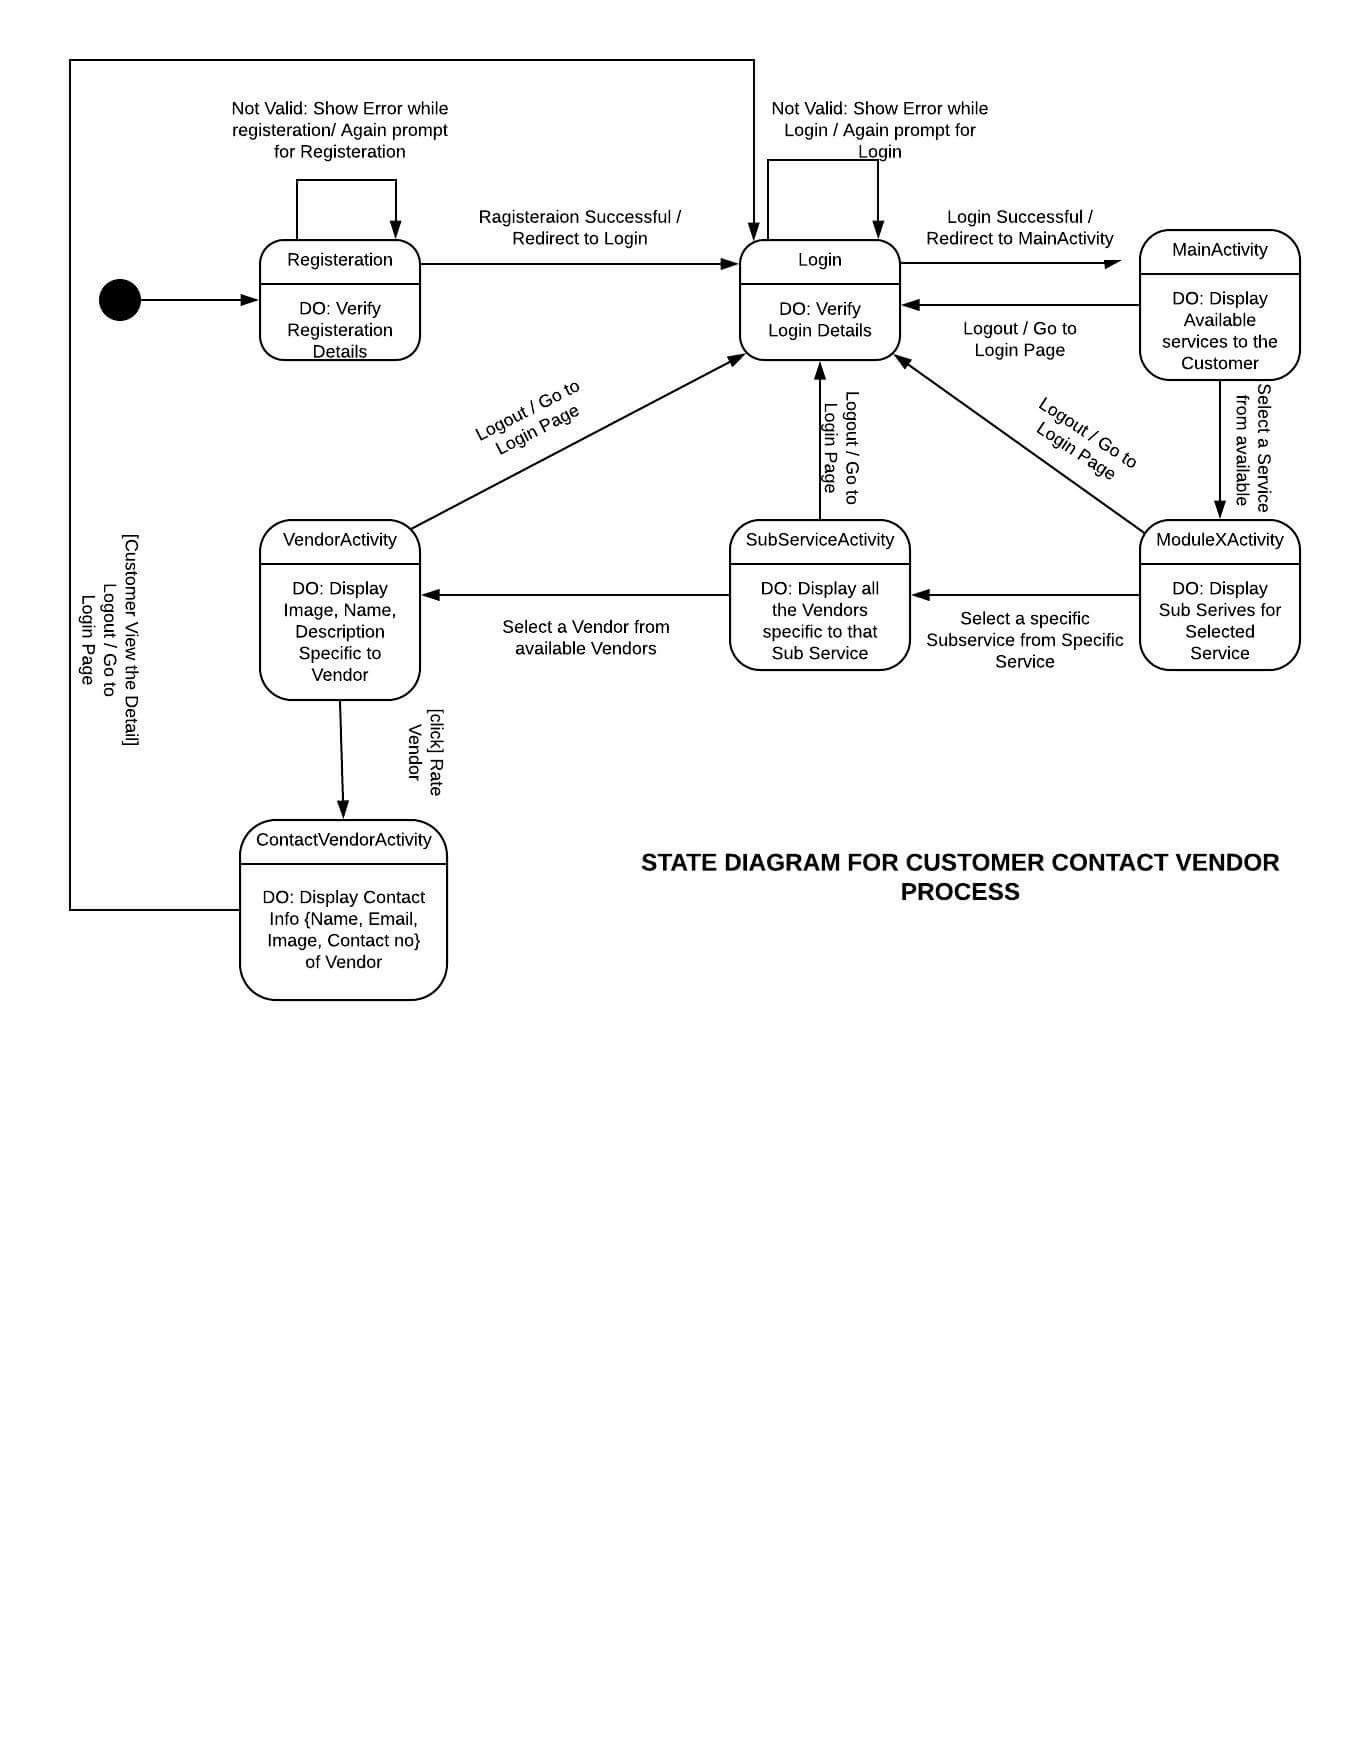 Not Valid: Show Error while
registeration/ Again prompt
for Registeration
Not Valid: Show Error while
Login / Again prompt for
Login
Ragisteraion Successful /
Redirect to Login
Login Successful /
Redirect to MainActivity
Registeration
DO: Verify
Registeration
Details
Login
DO: Verify
Login Details
MainActivity
DO: Display
Available
services to the
Customer
Logout / Go to
Login Page
Logout / Go to
Login Page
Logout / Go to
Login Page
Logout / Go to
Login Page
Select a Service
from available
VendorActivity
DO: Display
Image, Name,
Description
Specific to
Vendor
Select a Vendor from
available Vendors
SubServiceActivity
DO: Display all
the Vendors
specific to that
Sub Service
Select a specific
Subservice from Specific
Service
ModuleXActivity
DO: Display
Sub Serives for
Selected
Service
[Customer View the Detail]
Logout / Go to
Login Page
[click] Rate
Vendor
ContactVendorActivity
DO: Display Contact
Info {Name, Email,
Image, Contact no}
of Vendor
STATE DIAGRAM FOR CUSTOMER CONTACT VENDOR
PROCESS